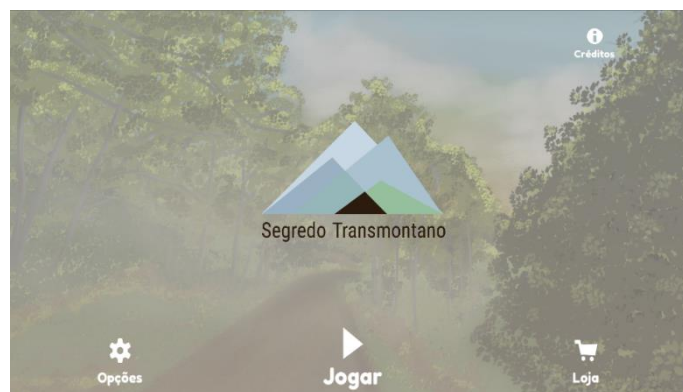 Créditos
Segredo Transmontano
Opções
Jogar
Loja